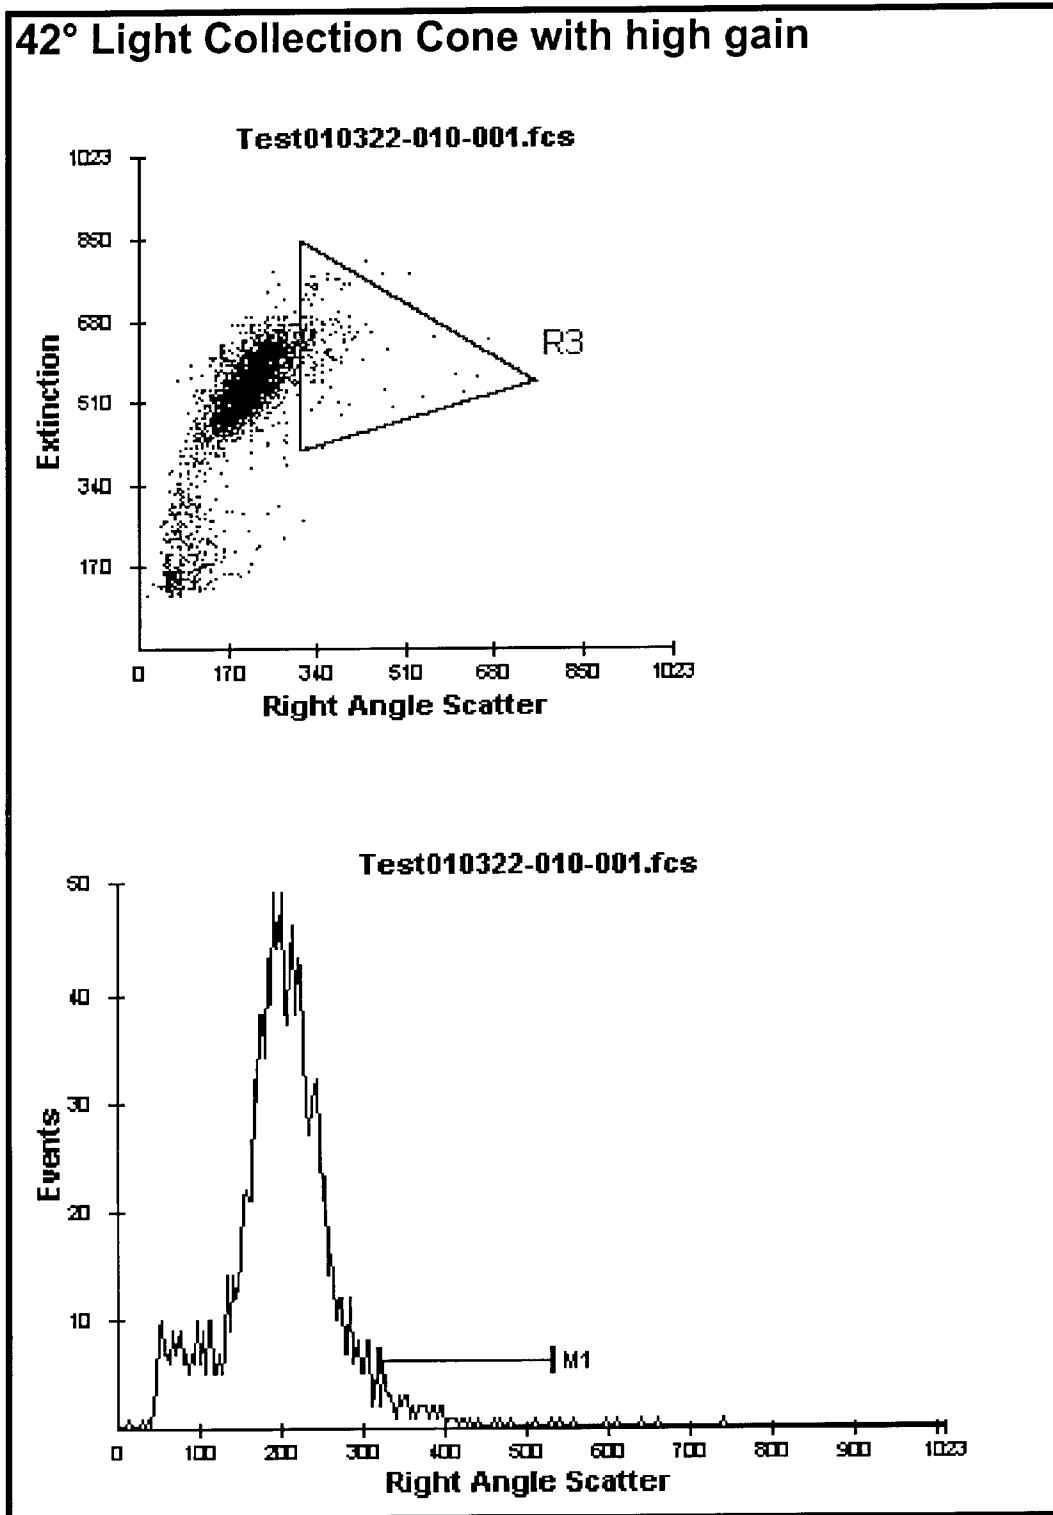 42° Light Collection Cone with high gain
Test010322-010-001.fcs
1023
850
680
510
340
170
Extinction
R3
0 170 340 510 680 850 1023
Right Angle Scatter
Test010322-010-001.fcs
50
40
30
20
10
Events
M1
0 100 200 300 400 500 600 700 800 900 1023
Right Angle Scatter